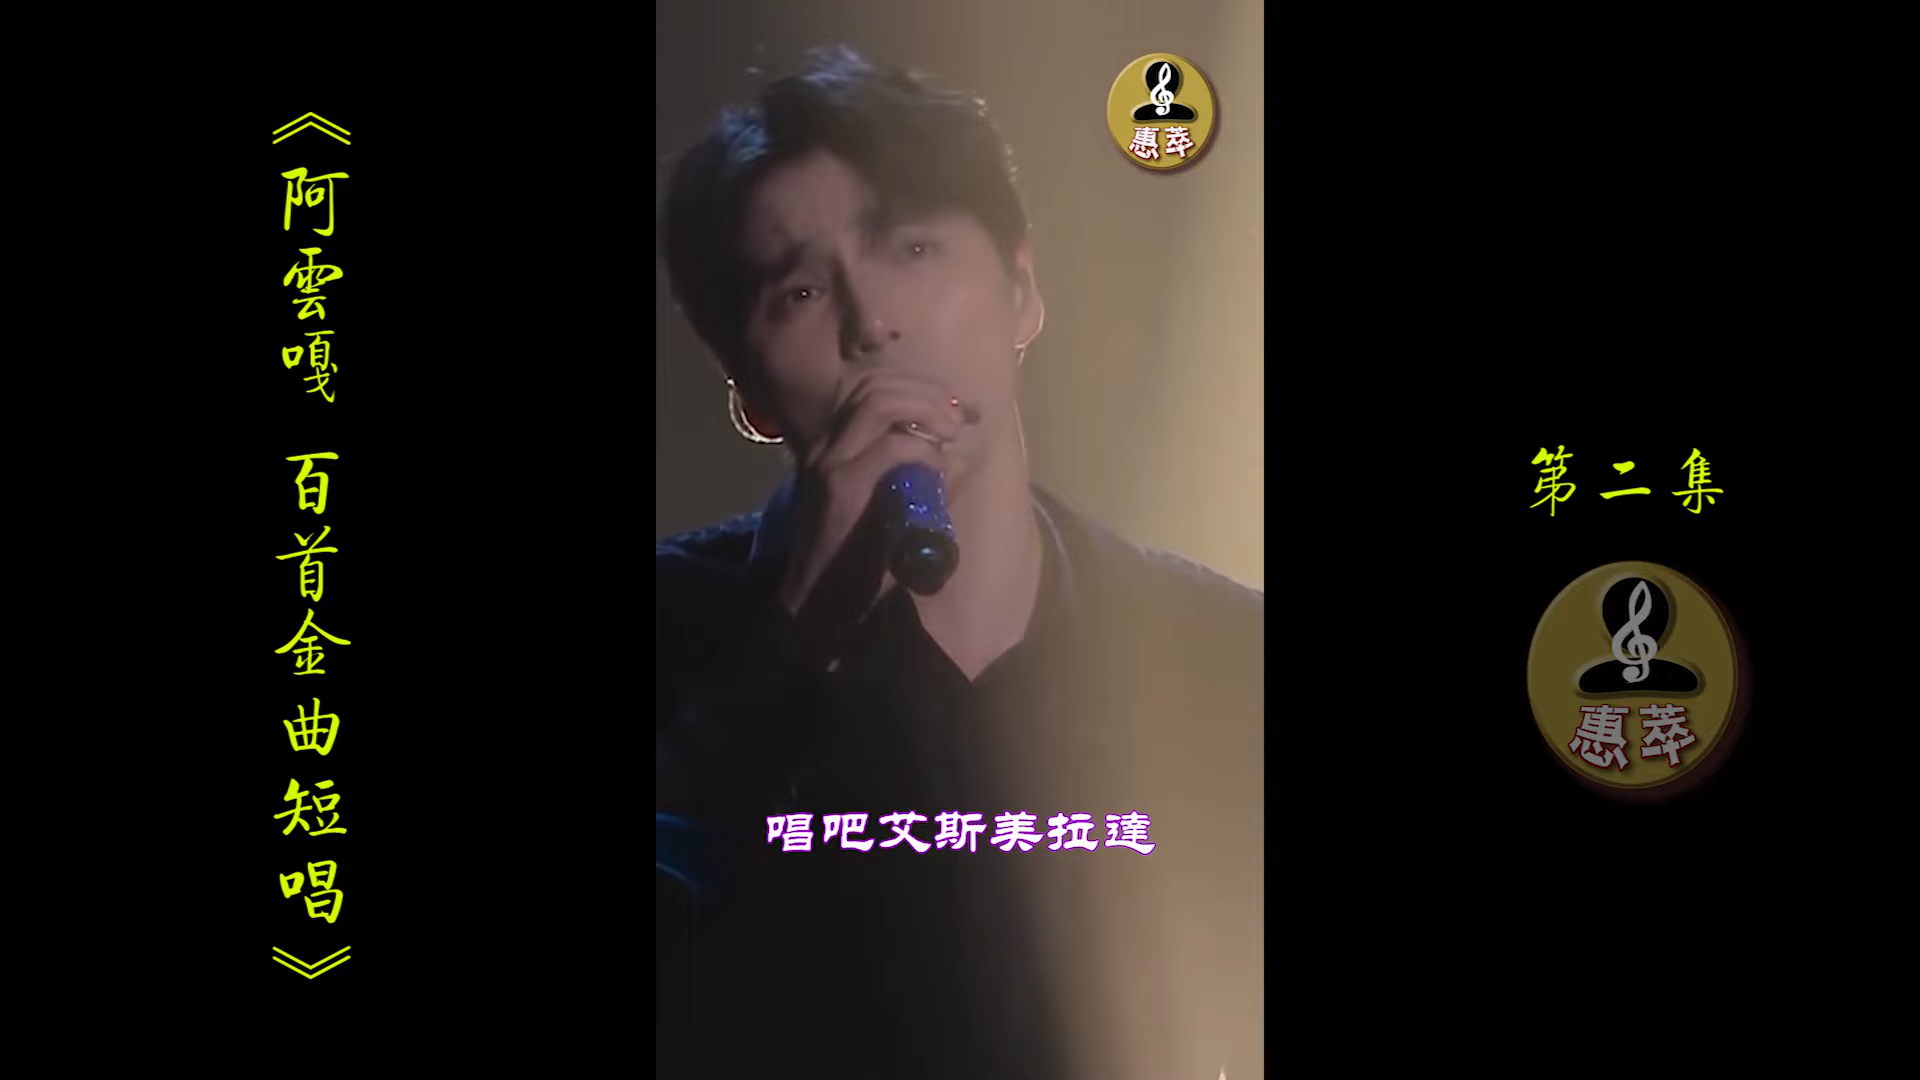 《阿雲嘎 百首金曲短唱》
惠萃
唱吧艾斯美拉達
第二集
惠萃